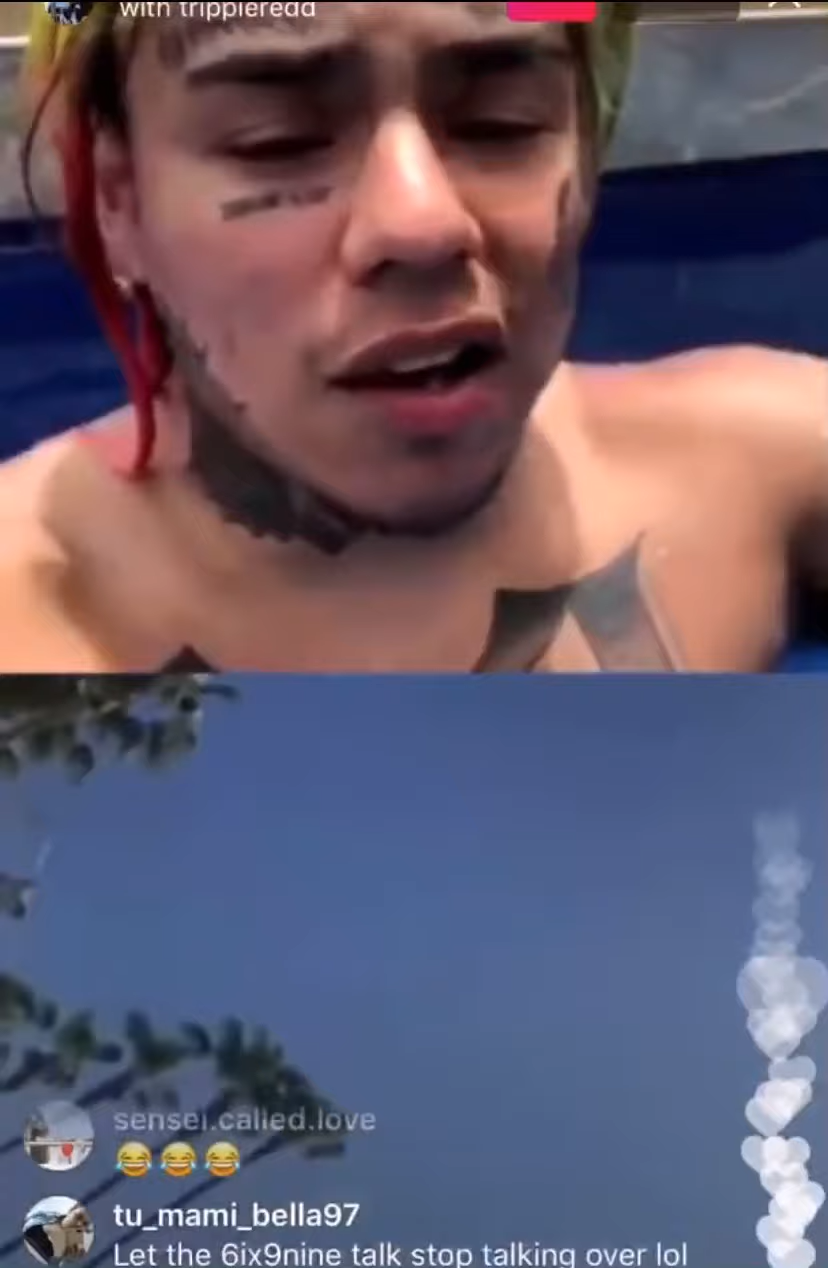 with trippieredd
sensei.called.love
😂😂😂
tu_mami_bella97
Let the 6ix9nine talk stop talking over lol